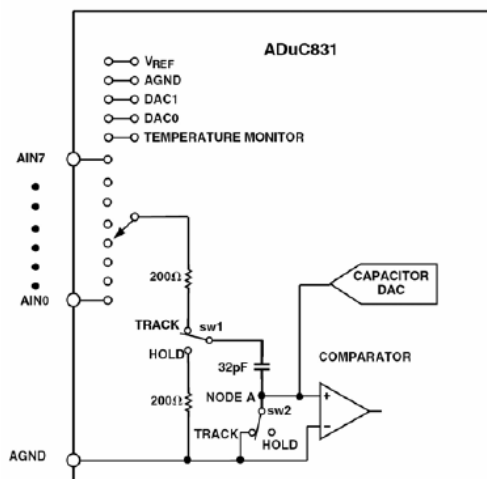 ADuC831
VREF
AGND
DAC1
DAC0
TEMPERATURE MONITOR
AIN7
AIN0
200Ω
TRACK
sw1
HOLD
200Ω
32pF
NODE A
sw2
TRACK
HOLD
CAPACITOR
DAC
COMPARATOR
+
−
AGND